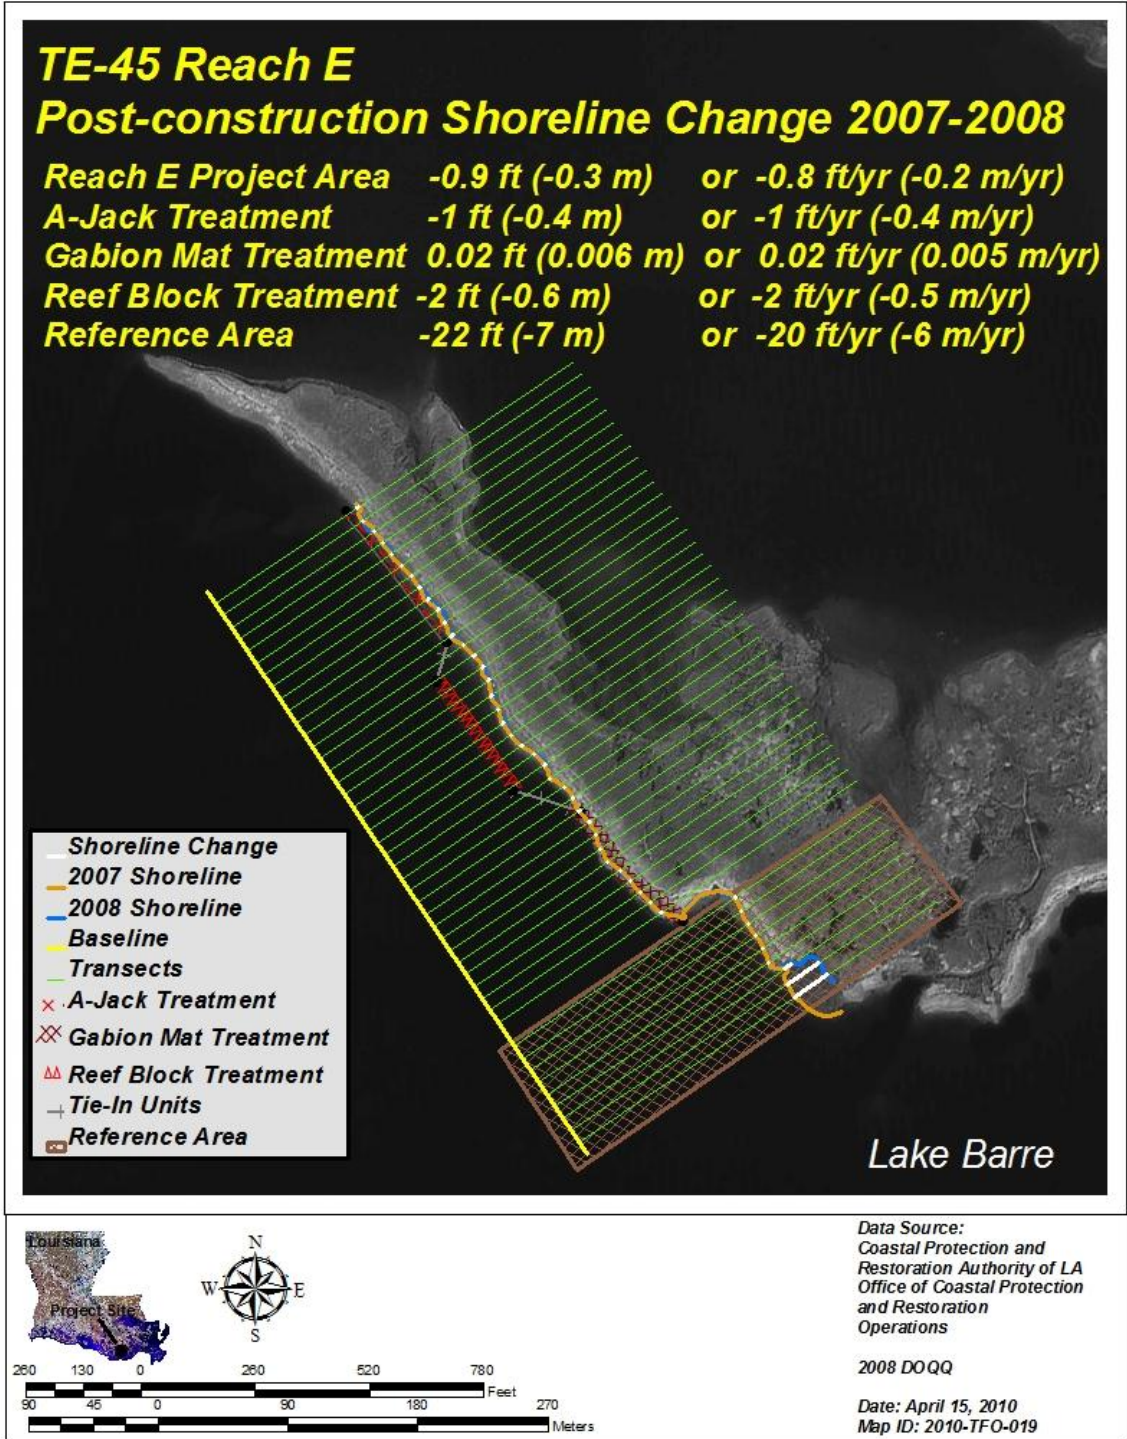 TE-45 Reach E
Post-construction Shoreline Change 2007-2008
Reach E Project Area -0.9 ft (-0.3 m) or -0.8 ft/yr (-0.2 m/yr)
A-Jack Treatment -1 ft (-0.4 m) or -1 ft/yr (-0.4 m/yr)
Gabion Mat Treatment 0.02 ft (0.006 m) or 0.02 ft/yr (0.005 m/yr)
Reef Block Treatment -2 ft (-0.6 m) or -2 ft/yr (-0.5 m/yr)
Reference Area -22 ft (-7 m) or -20 ft/yr (-6 m/yr)
Shoreline Change
2007 Shoreline
2008 Shoreline
Baseline
Transects
A-Jack Treatment
Gabion Mat Treatment
Reef Block Treatment
Tie-In Units
Reference Area
Lake Barre
Louisiana
Project Site
N
W E
S
260 130 0 260 520 780
Feet
90 45 0 90 180 270
Meters
Data Source:
Coastal Protection and
Restoration Authority of LA
Office of Coastal Protection
and Restoration
Operations
2008 DOQQ
Date: April 15, 2010
Map ID: 2010-TFO-019